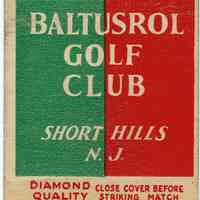 BALTUSROL
GOLF
CLUB
SHORT HILLS
N. J.
DIAMOND QUALITY
CLOSE COVER BEFORE
STRIKING MATCH